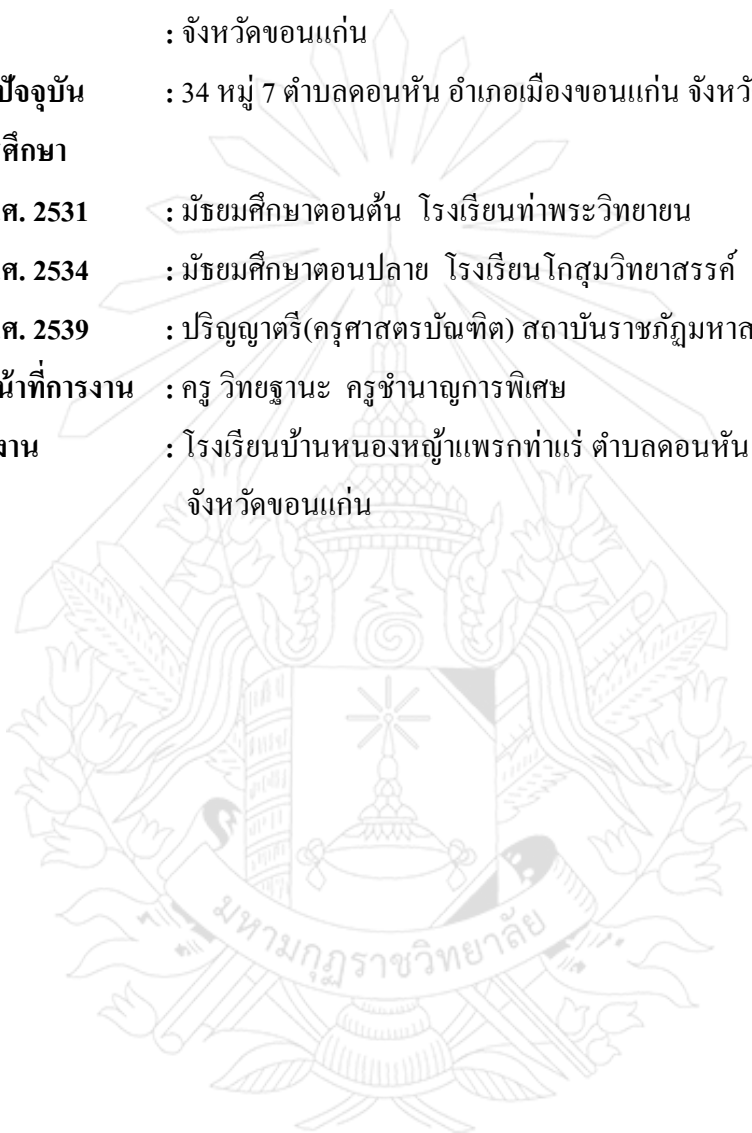 : จังหวัดขอนแก่น
ปัจจุบัน : 34 หมู่ 7 ตำบลดอนหัน อำเภอเมืองขอนแก่น จังหวั
ศึกษา
ศ. 2531 : มัธยมศึกษาตอนต้น โรงเรียนท่าพระวิทยายน
ศ. 2534 : มัธยมศึกษาตอนปลาย โรงเรียนโกสุมวิทยาสรรค์
ศ. 2539 : ปริญญาตรี(ครุศาสตรบัณฑิต) สถาบันราชภัฏมหาส
น้าที่การงาน : ครู วิทยฐานะ ครูชำนาญการพิเศษ
งาน : โรงเรียนบ้านหนองหญ้าแพรกท่าแร่ ตำบลดอนหัน
จังหวัดขอนแก่น
มหามกุฏราชวิทยาลัย